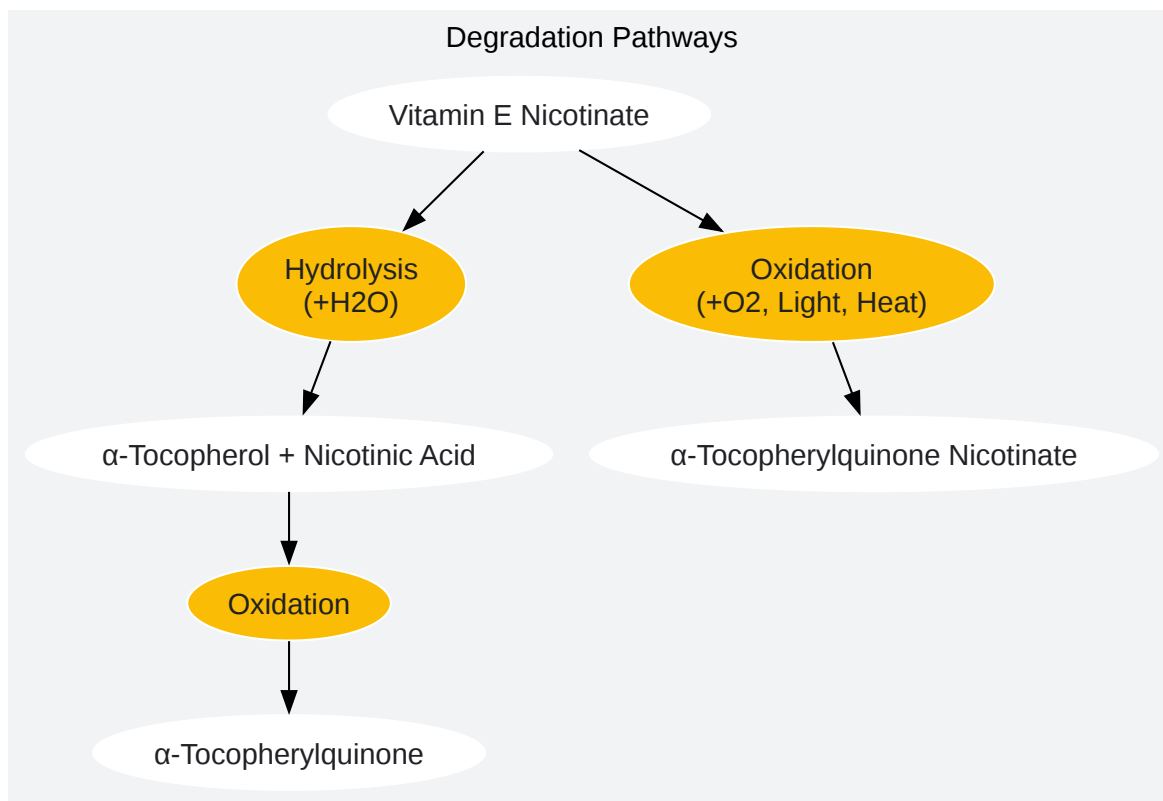 Degradation Pathways
Vitamin E Nicotinate
Hydrolysis
(+H2O)
Oxidation
(+O2, Light, Heat)
α-Tocopherol + Nicotinic Acid
α-Tocopherylquinone Nicotinate
Oxidation
α-Tocopherylquinone